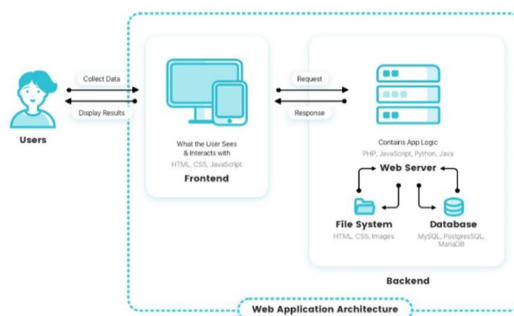 Collect Data
Display Results
Users
What the User Sees
& Interacts with
HTML, CSS, JavaScript
Frontend
Request
Response
Contains App Logic
PHP, JavaScript, Python, Java
Web Server
File System
HTML, CSS, Images
Database
MySQL, PostgreSQL,
MariaDB
Backend
Web Application Architecture